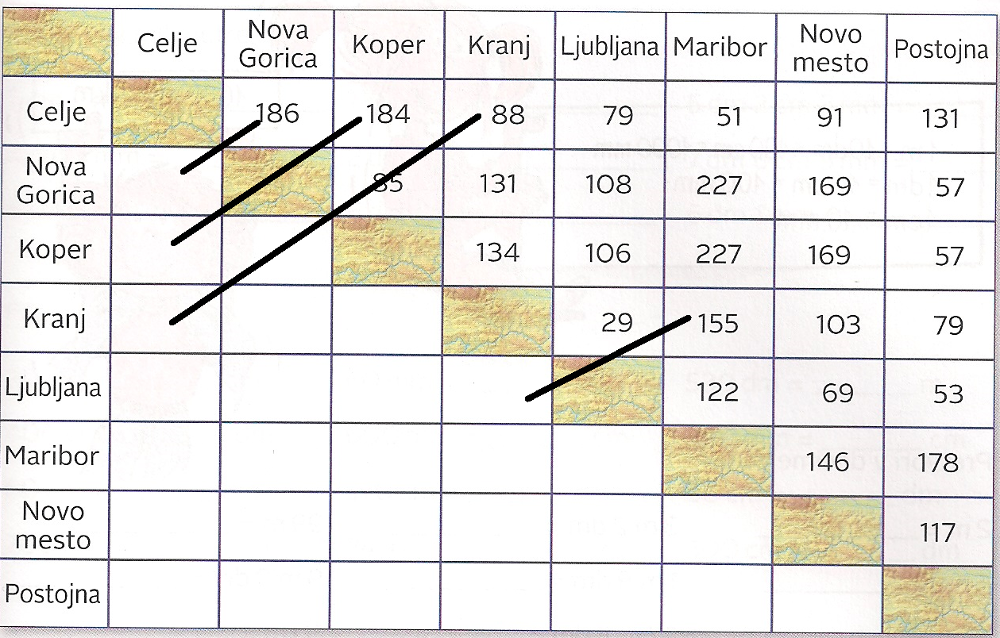 Celje Nova Gorica Koper Kranj Ljubljana Maribor Novo mesto Postojna
Celje 186 184 88 79 51 91 131
Nova Gorica 85 131 108 227 169 57
Koper 134 106 227 169 57
Kranj 29 155 103 79
Ljubljana 122 69 53
Maribor 146 178
Novo mesto 117
Postojna